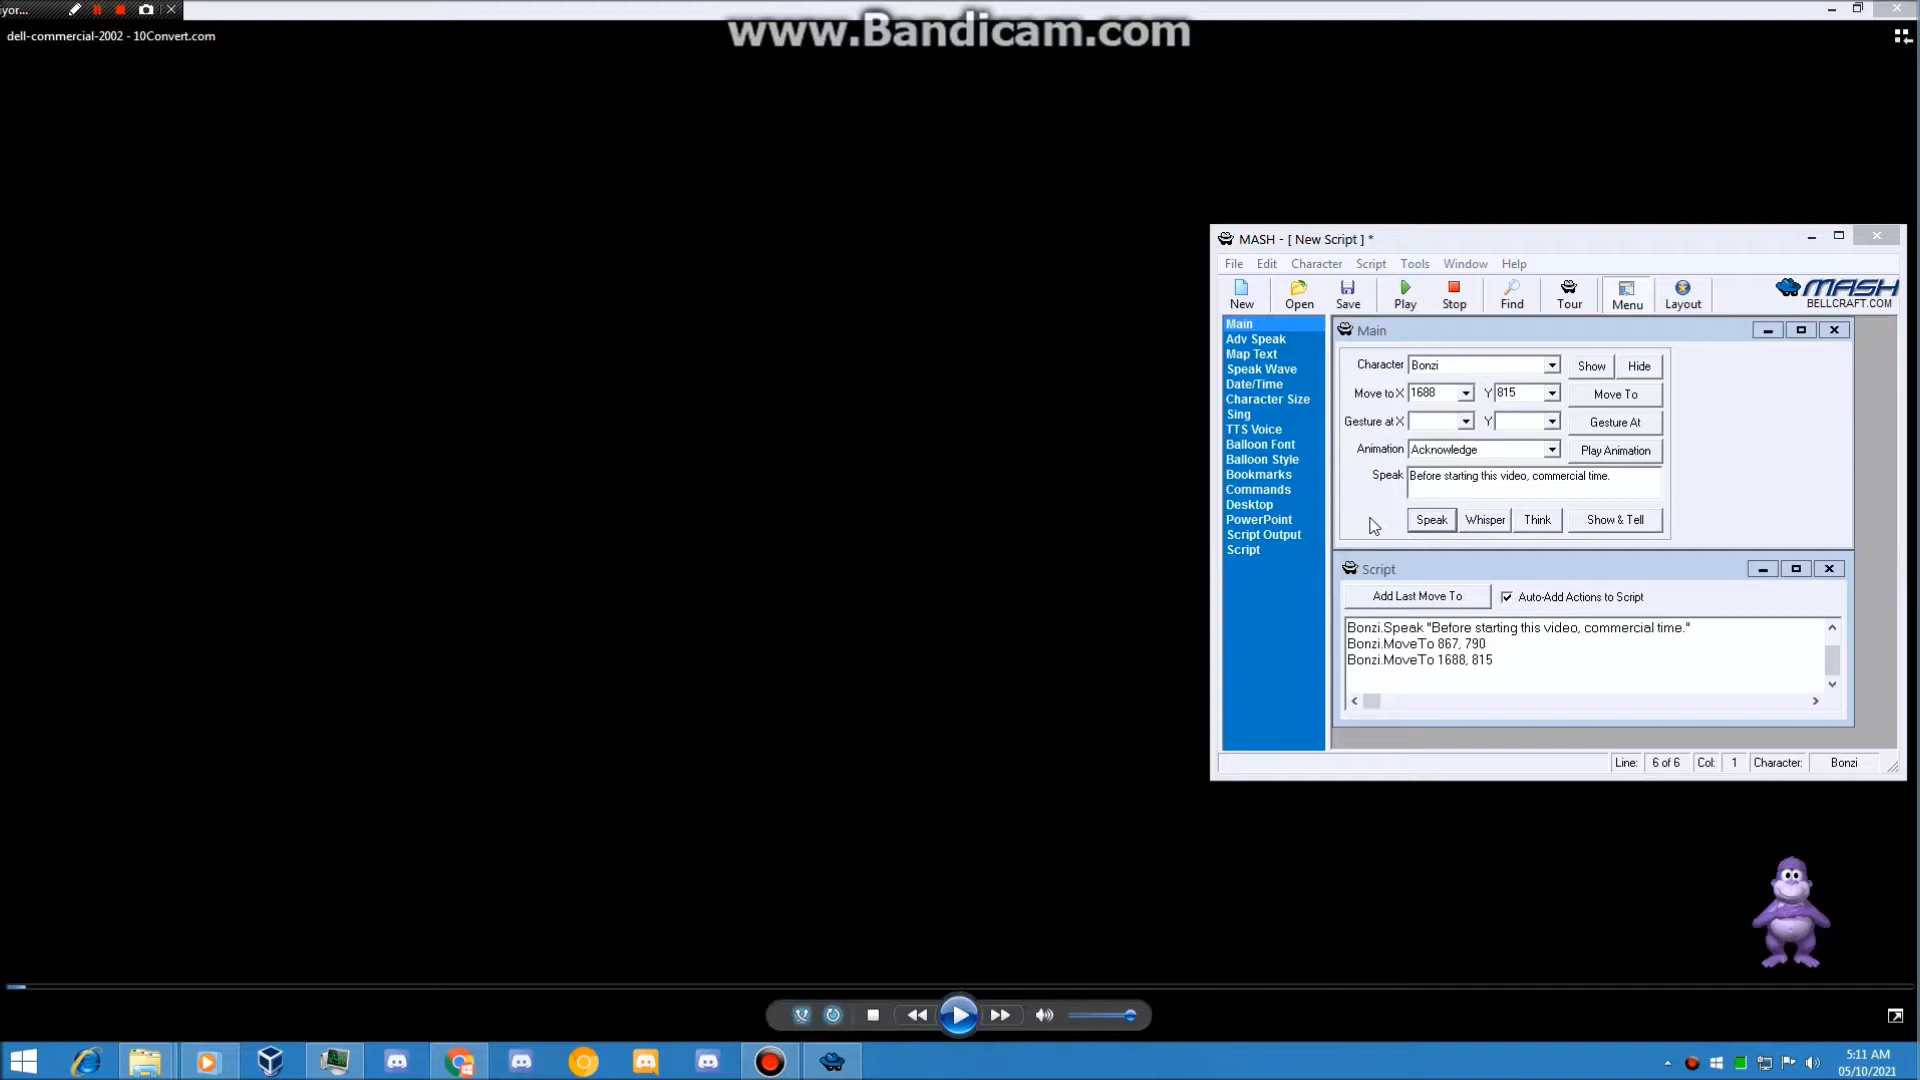 yor...
www.Bandicam.com
dell-commercial-2002 - 10Convert.com
MASH - [ New Script ] *
File Edit Character Script Tools Window Help
New Open Save Play Stop Find Tour Menu Layout
MASH
BELLCRAFT.COM
Main
Adv Speak
Map Text
Speak Wave
Date/Time
Character Size
Sing
TTS Voice
Balloon Font
Balloon Style
Bookmarks
Commands
Desktop
PowerPoint
Script Output
Script
Main
Character Bonzi Show Hide
Move to X 1688 Y 815 Move To
Gesture at X Y Gesture At
Animation Acknowledge Play Animation
Speak Before starting this video, commercial time.
Speak Whisper Think Show & Tell
Script
Add Last Move To Auto-Add Actions to Script
Bonzi.Speak "Before starting this video, commercial time."
Bonzi.MoveTo 867, 790
Bonzi.MoveTo 1688, 815
Line: 6 of 6 Col: 1 Character: Bonzi
5:11 AM
05/10/2021